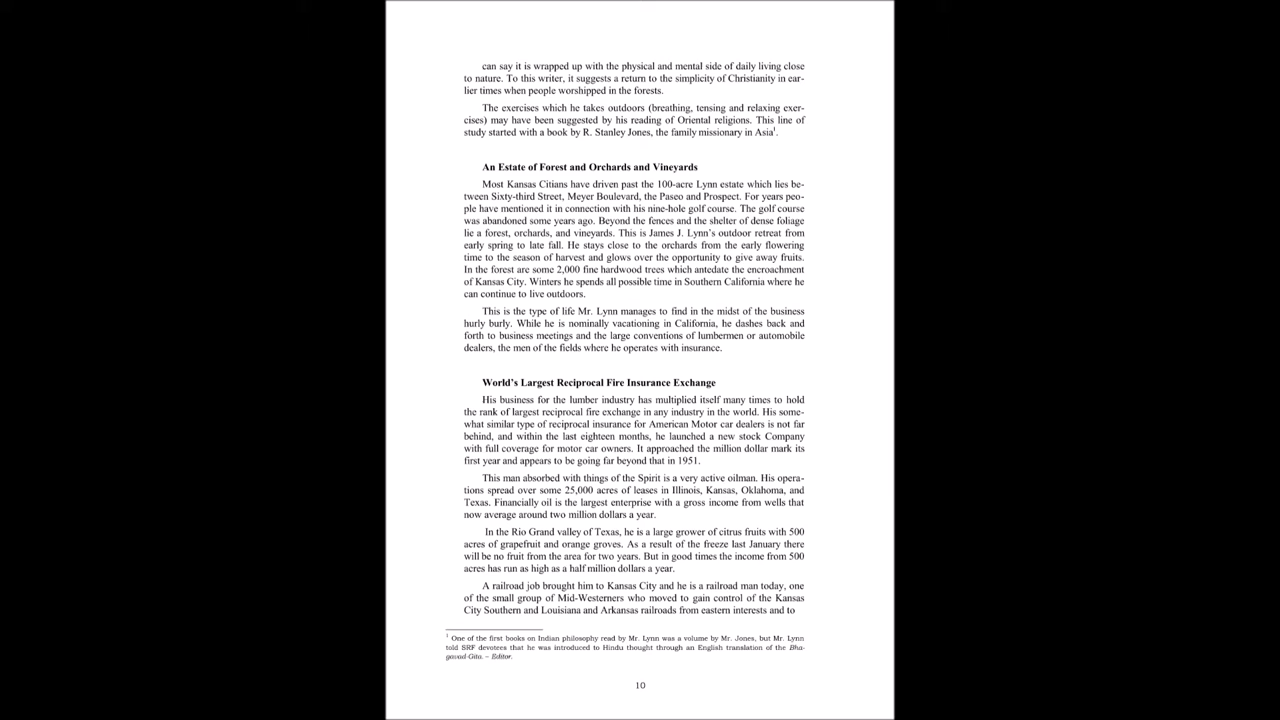 can say it is wrapped up with the physical and mental side of daily living close
to nature. To this writer, it suggests a return to the simplicity of Christianity in ear-
lier times when people worshipped in the forests.
The exercises which he takes outdoors (breathing, tensing and relaxing exer-
cises) may have been suggested by his reading of Oriental religions. This line of
study started with a book by R. Stanley Jones, the family missionary in Asia1.
An Estate of Forest and Orchards and Vineyards
Most Kansas Citians have driven past the 100-acre Lynn estate which lies be-
tween Sixty-third Street, Meyer Boulevard, the Paseo and Prospect. For years peo-
ple have mentioned it in connection with his nine-hole golf course. The golf course
was abandoned some years ago. Beyond the fences and the shelter of dense foliage
lie a forest, orchards, and vineyards. This is James J. Lynn's outdoor retreat from
early spring to late fall. He stays close to the orchards from the early flowering
time to the season of harvest and glows over the opportunity to give away fruits.
In the forest are some 2,000 fine hardwood trees which antedate the encroachment
of Kansas City. Winters he spends all possible time in Southern California where he
can continue to live outdoors.
This is the type of life Mr. Lynn manages to find in the midst of the business
hurly burly. While he is nominally vacationing in California, he dashes back and
forth to business meetings and the large conventions of lumbermen or automobile
dealers, the men of the fields where he operates with insurance.
World's Largest Reciprocal Fire Insurance Exchange
His business for the lumber industry has multiplied itself many times to hold
the rank of largest reciprocal fire exchange in any industry in the world. His some-
what similar type of reciprocal insurance for American Motor car dealers is not far
behind, and within the last eighteen months, he launched a new stock Company
with full coverage for motor car owners. It approached the million dollar mark its
first year and appears to be going far beyond that in 1951.
This man absorbed with things of the Spirit is a very active oilman. His opera-
tions spread over some 25,000 acres of leases in Illinois, Kansas, Oklahoma, and
Texas. Financially oil is the largest enterprise with a gross income from wells that
now average around two million dollars a year.
In the Rio Grand valley of Texas, he is a large grower of citrus fruits with 500
acres of grapefruit and orange groves. As a result of the freeze last January there
will be no fruit from the area for two years. But in good times the income from 500
acres has run as high as a half million dollars a year.
A railroad job brought him to Kansas City and he is a railroad man today, one
of the small group of Mid-Westerners who moved to gain control of the Kansas
City Southern and Louisiana and Arkansas railroads from eastern interests and to
1 One of the first books on Indian philosophy read by Mr. Lynn was a volume by Mr. Jones, but Mr. Lynn
told SRF devotees that he was introduced to Hindu thought through an English translation of the Bha-
gavad-Gita. – Editor.
10